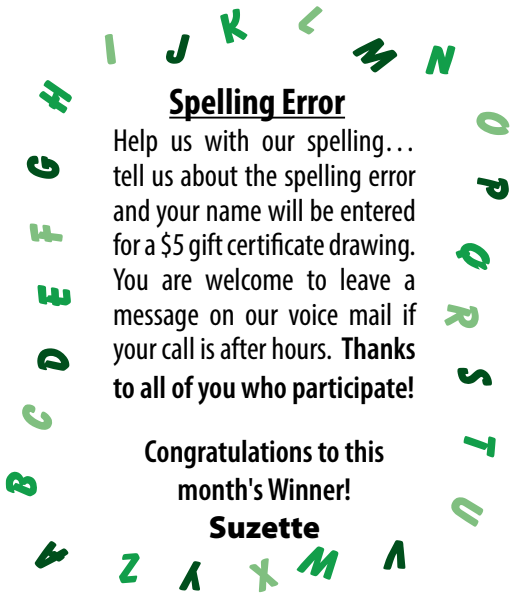 Spelling Error
Help us with our spelling…
tell us about the spelling error
and your name will be entered
for a $5 gift certificate drawing.
You are welcome to leave a
message on our voice mail if
your call is after hours. Thanks
to all of you who participate!
Congratulations to this
month's Winner!
Suzette
A
B
C
D
E
F
G
H
I
J
K
L
M
N
O
P
Q
R
S
T
U
V
W
X
Y
Z